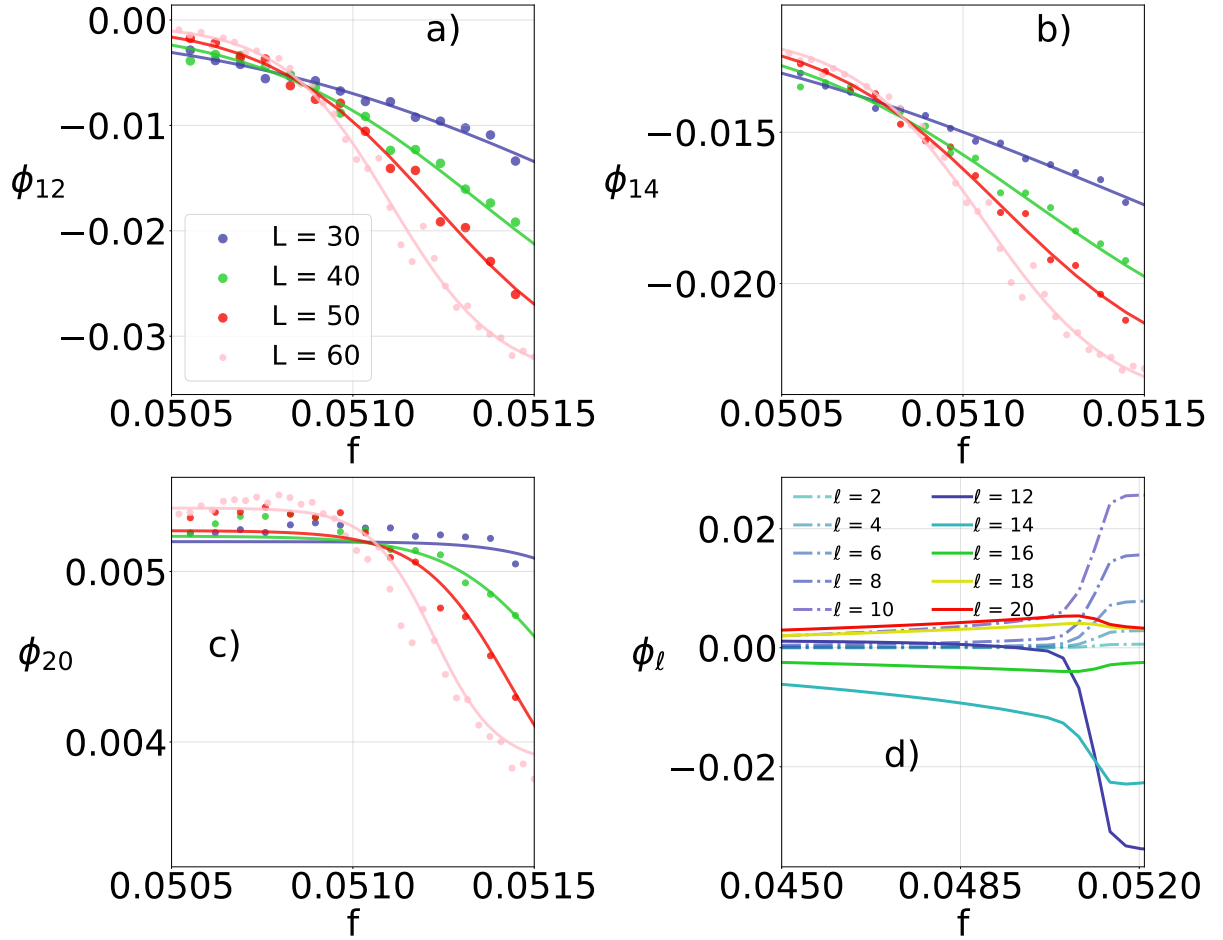 a)
0.00
−0.01
−0.02
−0.03
ϕ12
L = 30
L = 40
L = 50
L = 60
0.0505
0.0510
0.0515
f
b)
−0.015
−0.020
ϕ14
0.0505
0.0510
0.0515
f
c)
0.005
0.004
ϕ20
0.0505
0.0510
0.0515
f
d)
0.02
0.00
−0.02
ϕℓ
ℓ = 2
ℓ = 4
ℓ = 6
ℓ = 8
ℓ = 10
ℓ = 12
ℓ = 14
ℓ = 16
ℓ = 18
ℓ = 20
0.0450
0.0485
0.0520
f